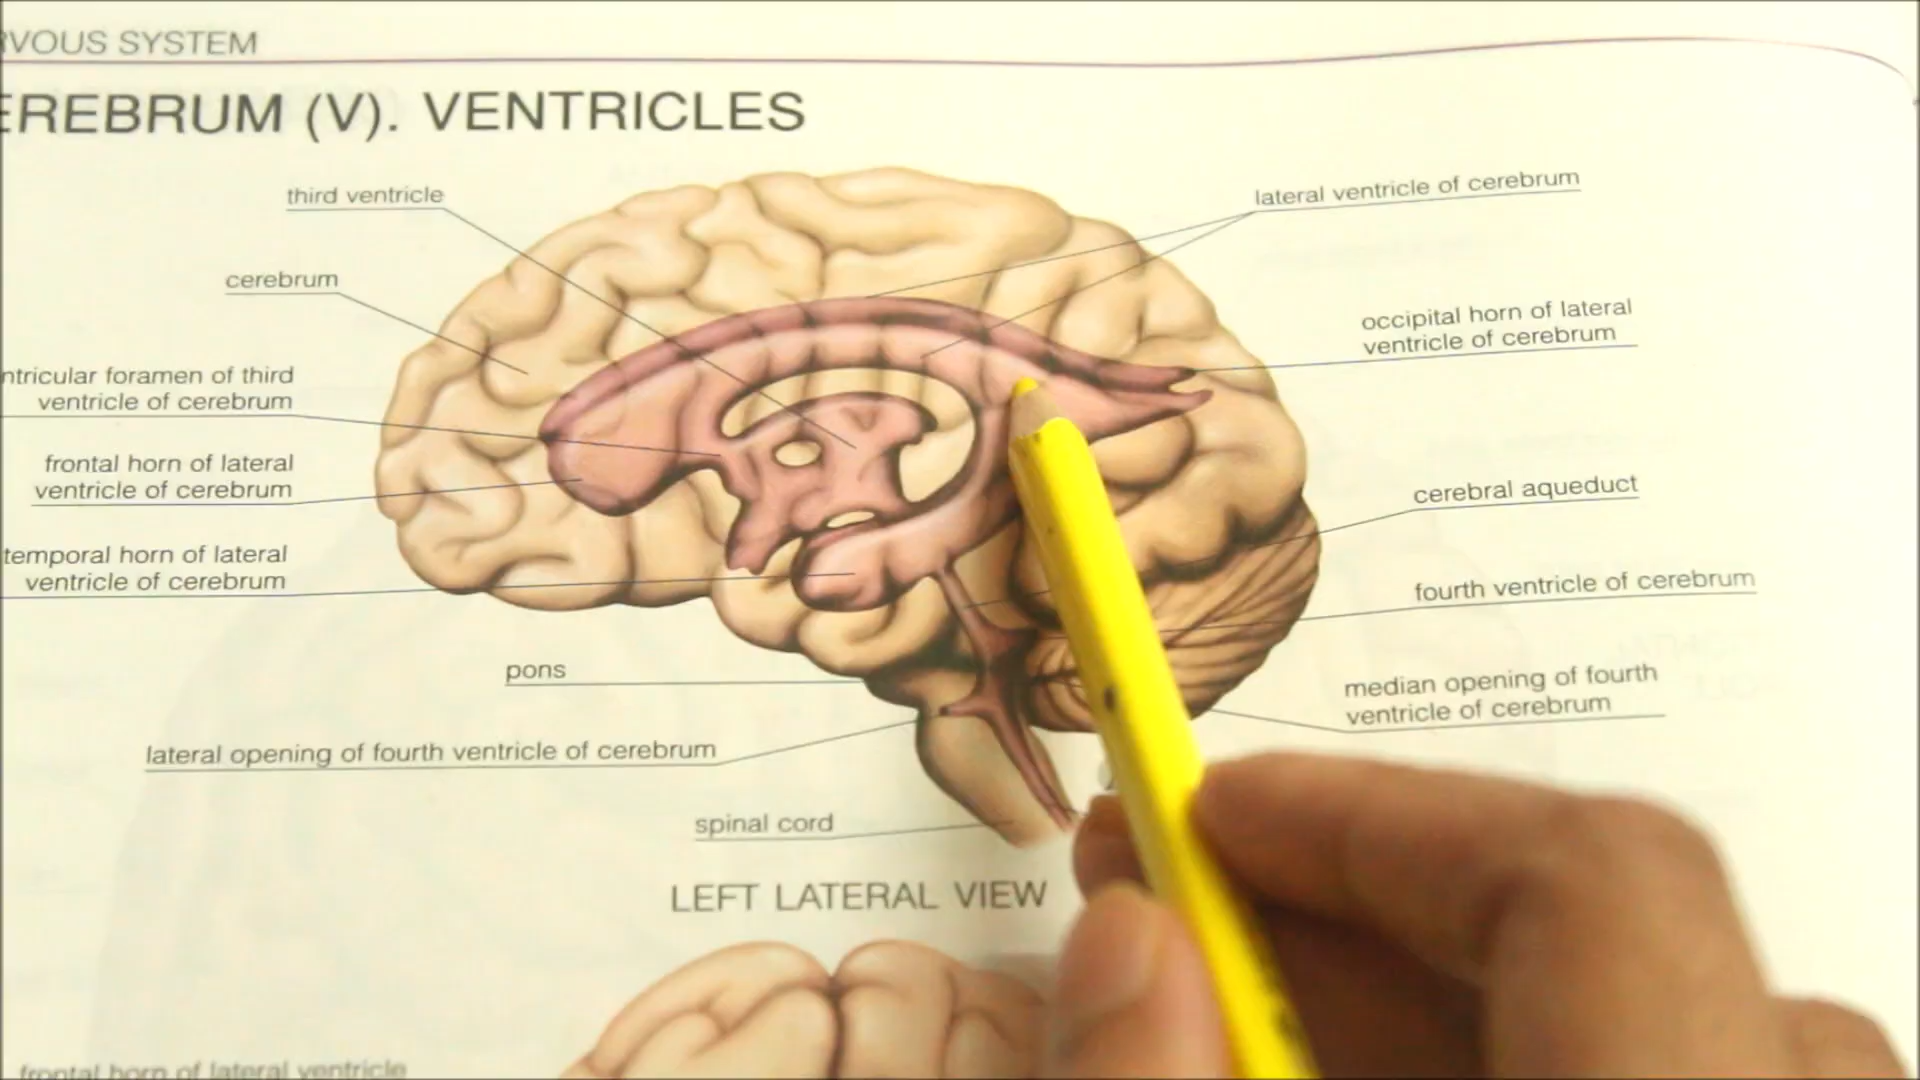 RVOUS SYSTEM
EREBRUM (V). VENTRICLES
third ventricle
cerebrum
ntricular foramen of third
ventricle of cerebrum
frontal horn of lateral
ventricle of cerebrum
temporal horn of lateral
ventricle of cerebrum
pons
lateral opening of fourth ventricle of cerebrum
spinal cord
lateral ventricle of cerebrum
occipital horn of lateral
ventricle of cerebrum
cerebral aqueduct
fourth ventricle of cerebrum
median opening of fourth
ventricle of cerebrum
LEFT LATERAL VIEW
frontal horn of lateral ventricle